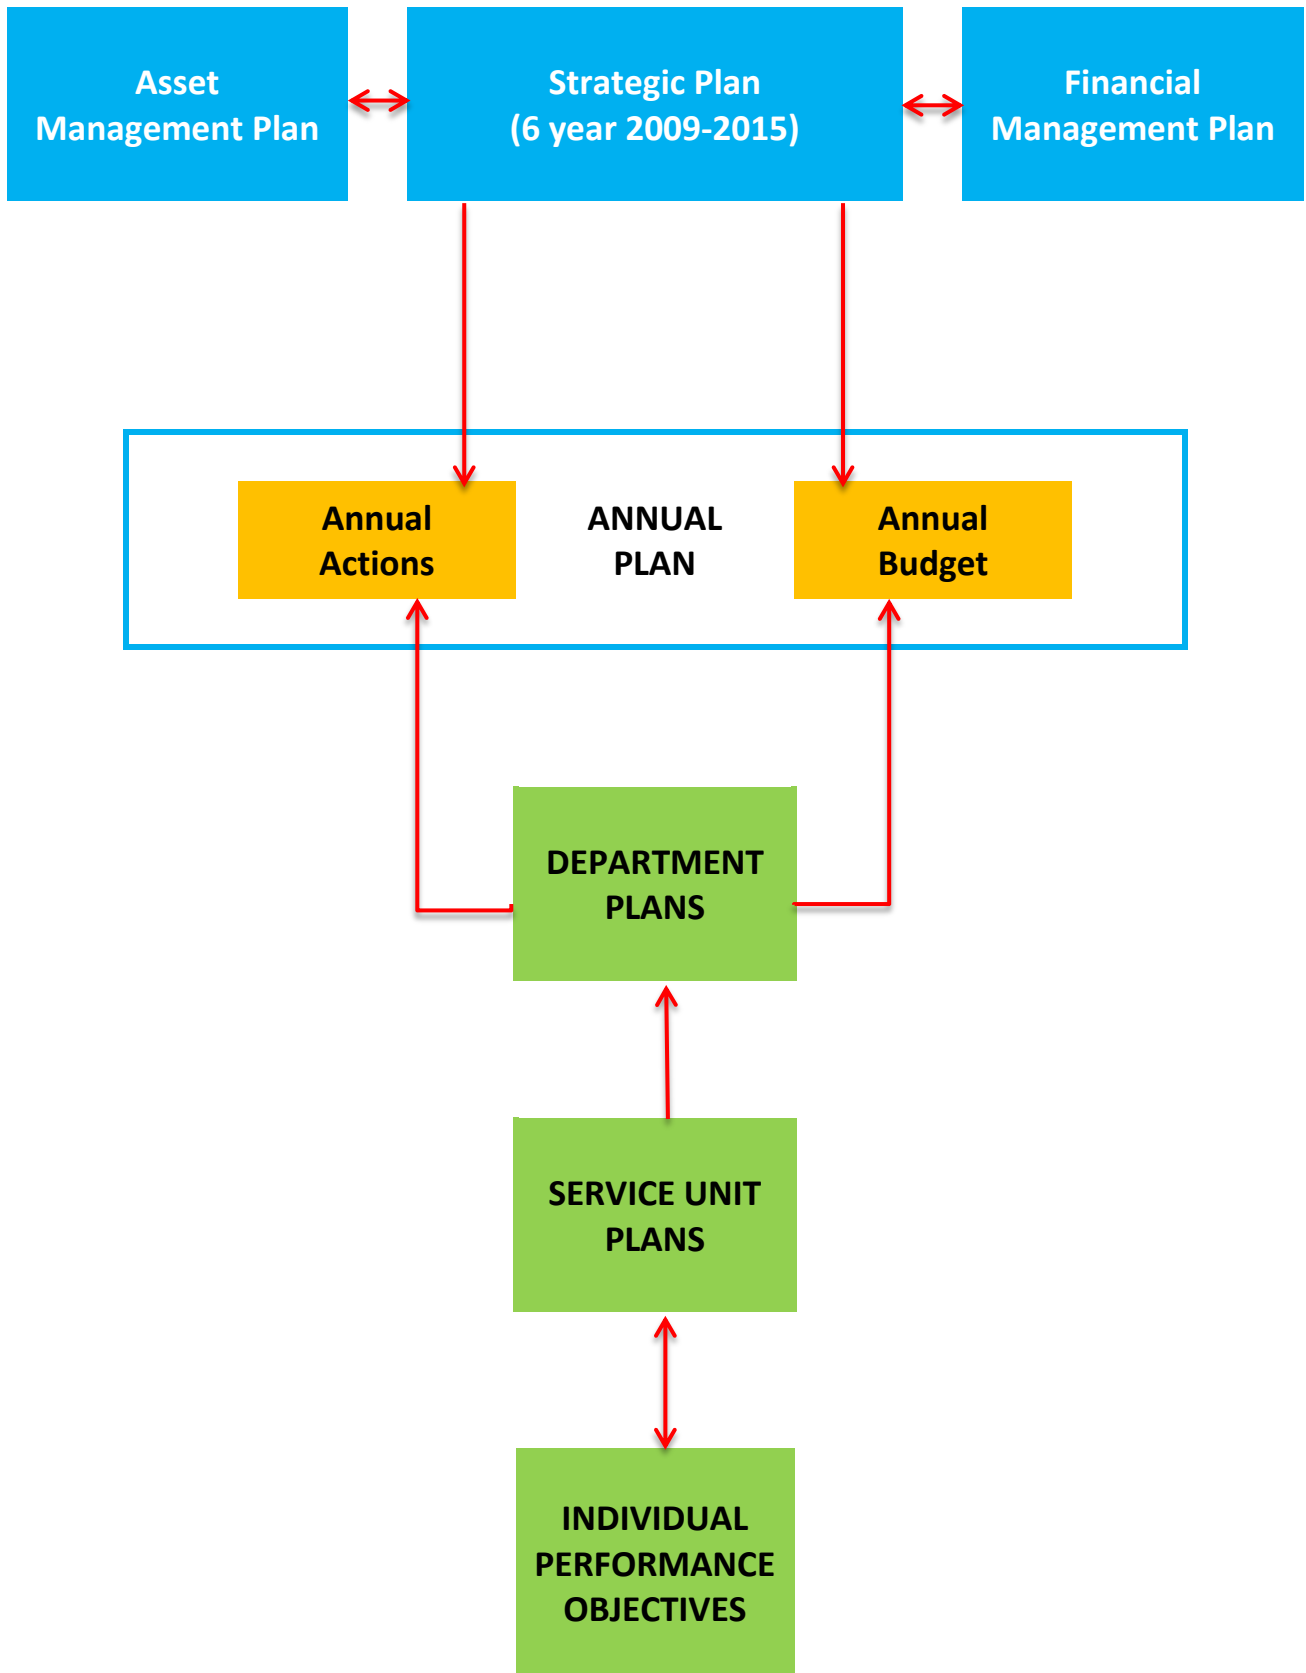 Asset
Management Plan
Strategic Plan
(6 year 2009-2015)
Financial
Management Plan
Annual
Actions
ANNUAL
PLAN
Annual
Budget
DEPARTMENT
PLANS
SERVICE UNIT
PLANS
INDIVIDUAL
PERFORMANCE
OBJECTIVES